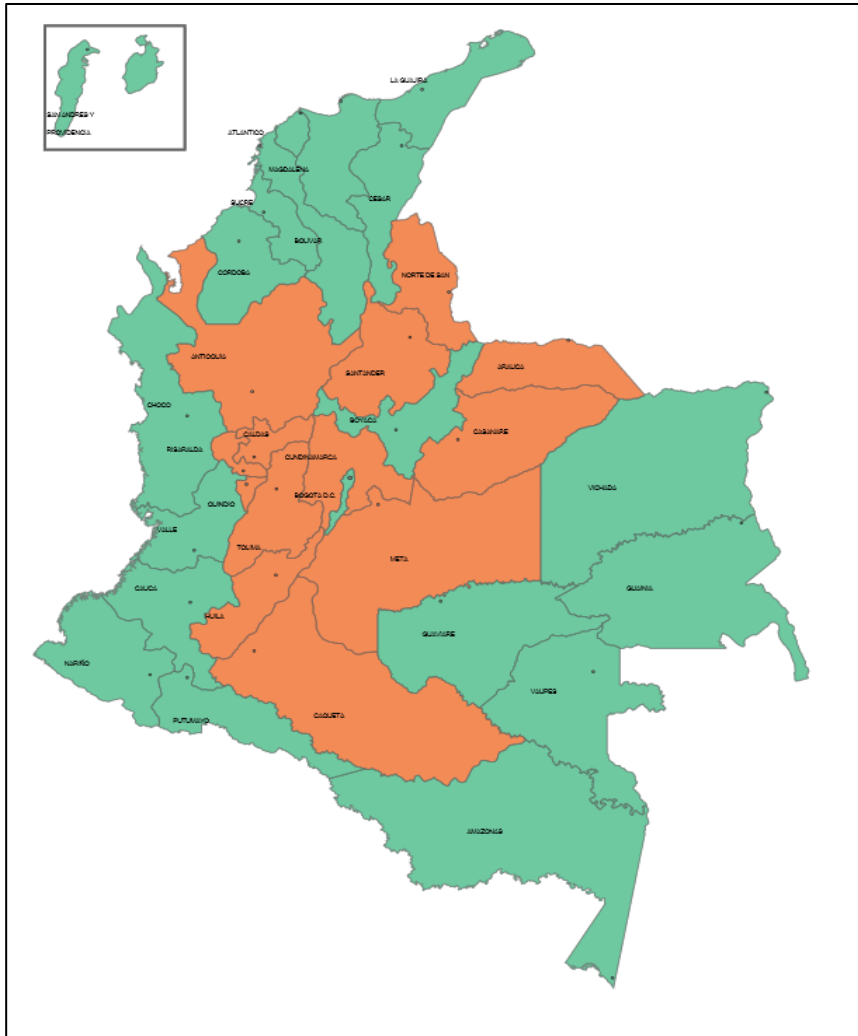 LA GUAJIRA
SAN ANDRES Y
PROVIDENCIA
ATLANTICO
MAGDALENA
CESAR
SUCRE
BOLIVAR
CORDOBA
NORTE DE SAN
ANTIOQUIA
SANTANDER
ARAUCA
CHOCO
BOYACA
CALDAS
CASANARE
RISARALDA
CUNDINAMARCA
VICHADA
BOGOTA D.C.
QUINDIO
VALLE
TOLIMA
META
CAUCA
GUAINIA
HUILA
GUAVIARE
NARIÑO
VAUPES
CAQUETA
PUTUMAYO
AMAZONAS